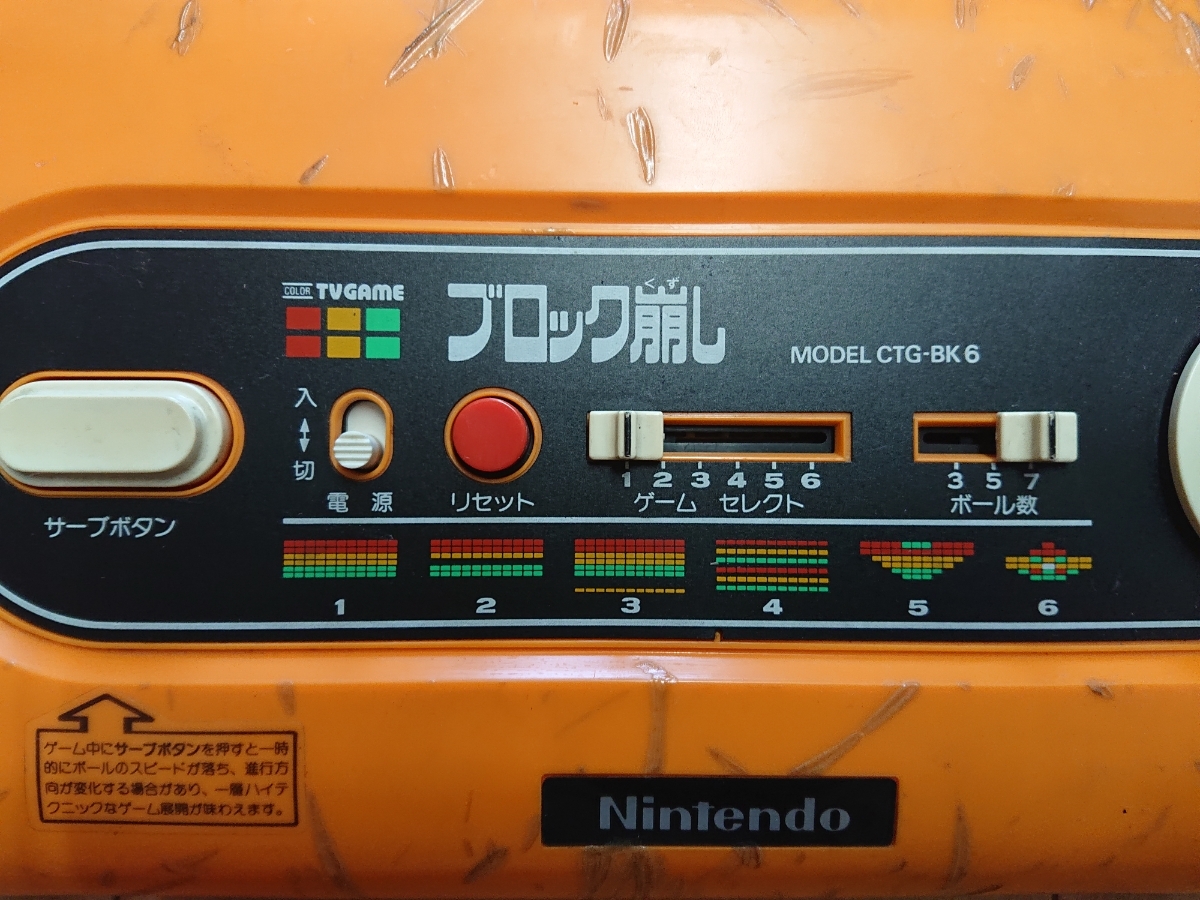 COLOR TV GAME
くず
ブロック崩し
MODEL CTG-BK6
入
切
電源
リセット
1 2 3 4 5 6
ゲーム セレクト
3 5 7
ボール数
サーブボタン
1 2 3 4 5 6
ゲーム中にサーブボタンを押すと一時
的にボールのスピードが落ち、進行方
向が変化する場合があり、一層ハイテ
クニックなゲーム展開が味わえます。
Nintendo